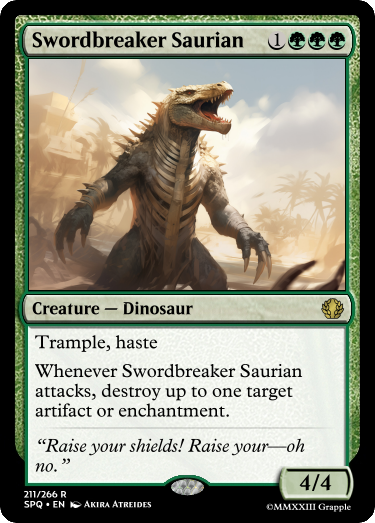 Swordbreaker Saurian 1
Creature — Dinosaur
Trample, haste
Whenever Swordbreaker Saurian
attacks, destroy up to one target
artifact or enchantment.
“Raise your shields! Raise your—oh
no.”
4/4
211/266 R
SPQ • EN Akira Atreides
©MMXXIII Grapple